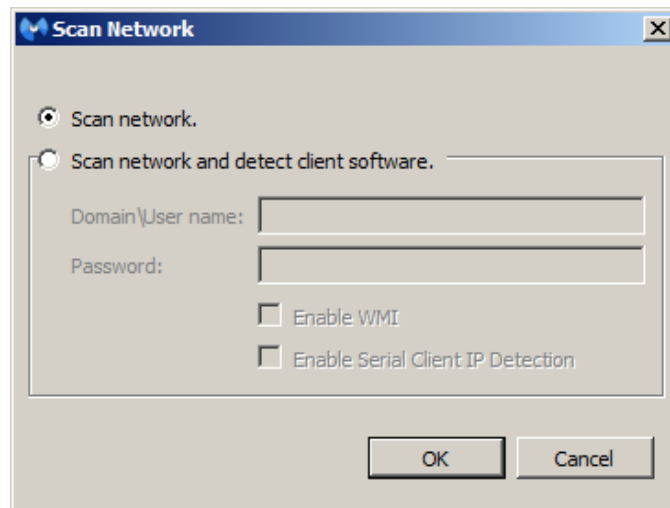 Scan Network
Scan network.
Scan network and detect client software.
Domain\User name:
Password:
Enable WMI
Enable Serial Client IP Detection
OK
Cancel